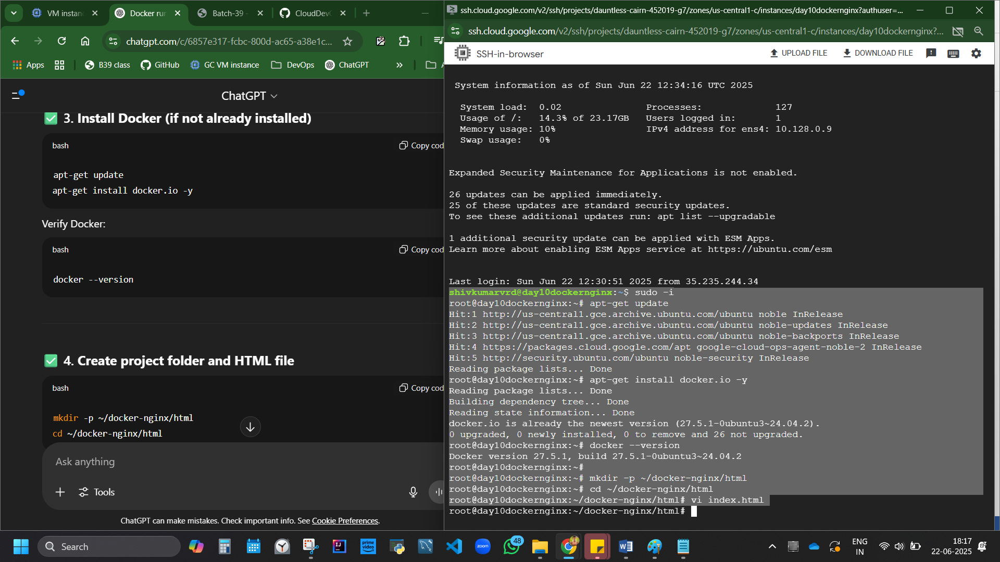 VM instan
Docker run
Batch-39 -
CloudDevO
chatgpt.com/c/6857e317-fcbc-800d-ac65-a38e1c...
Apps
B39 class
GitHub
GC VM instance
DevOps
ChatGPT
»
ChatGPT
3. Install Docker (if not already installed)
bash
Copy cod
apt-get update
apt-get install docker.io -y
Verify Docker:
bash
Copy cod
docker --version
4. Create project folder and HTML file
bash
Copy cod
mkdir -p ~/docker-nginx/html
cd ~/docker-nginx/html
Ask anything
Tools
ChatGPT can make mistakes. Check important info. See Cookie Preferences.
ssh.cloud.google.com/v2/ssh/projects/dauntless-cairn-452019-g7/zones/us-central1-c/instances/day10dockernginx?authuser=...
ssh.cloud.google.com/v2/ssh/projects/dauntless-cairn-452019-g7/zones/us-central1-c/instances/day10dockernginx?...
SSH-in-browser
UPLOAD FILE
DOWNLOAD FILE
System information as of Sun Jun 22 12:34:16 UTC 2025
System load: 0.02 Processes: 127
Usage of /: 14.3% of 23.17GB Users logged in: 1
Memory usage: 10% IPv4 address for ens4: 10.128.0.9
Swap usage: 0%
Expanded Security Maintenance for Applications is not enabled.
26 updates can be applied immediately.
25 of these updates are standard security updates.
To see these additional updates run: apt list --upgradable
1 additional security update can be applied with ESM Apps.
Learn more about enabling ESM Apps service at https://ubuntu.com/esm
Last login: Sun Jun 22 12:30:51 2025 from 35.235.244.34
shivkumarvrd@day10dockernginx:~$ sudo -i
root@day10dockernginx:~# apt-get update
Hit:1 http://us-central1.gce.archive.ubuntu.com/ubuntu noble InRelease
Hit:2 http://us-central1.gce.archive.ubuntu.com/ubuntu noble-updates InRelease
Hit:3 http://us-central1.gce.archive.ubuntu.com/ubuntu noble-backports InRelease
Hit:4 https://packages.cloud.google.com/apt google-cloud-ops-agent-noble-2 InRelease
Hit:5 http://security.ubuntu.com/ubuntu noble-security InRelease
Reading package lists... Done
root@day10dockernginx:~# apt-get install docker.io -y
Reading package lists... Done
Building dependency tree... Done
Reading state information... Done
docker.io is already the newest version (27.5.1-0ubuntu3~24.04.2).
0 upgraded, 0 newly installed, 0 to remove and 26 not upgraded.
root@day10dockernginx:~# docker --version
Docker version 27.5.1, build 27.5.1-0ubuntu3~24.04.2
root@day10dockernginx:~#
root@day10dockernginx:~# mkdir -p ~/docker-nginx/html
root@day10dockernginx:~# cd ~/docker-nginx/html
root@day10dockernginx:~/docker-nginx/html# vi index.html
root@day10dockernginx:~/docker-nginx/html#
Search
prime video
zoom
48
ENG
IN
18:17
22-06-2025